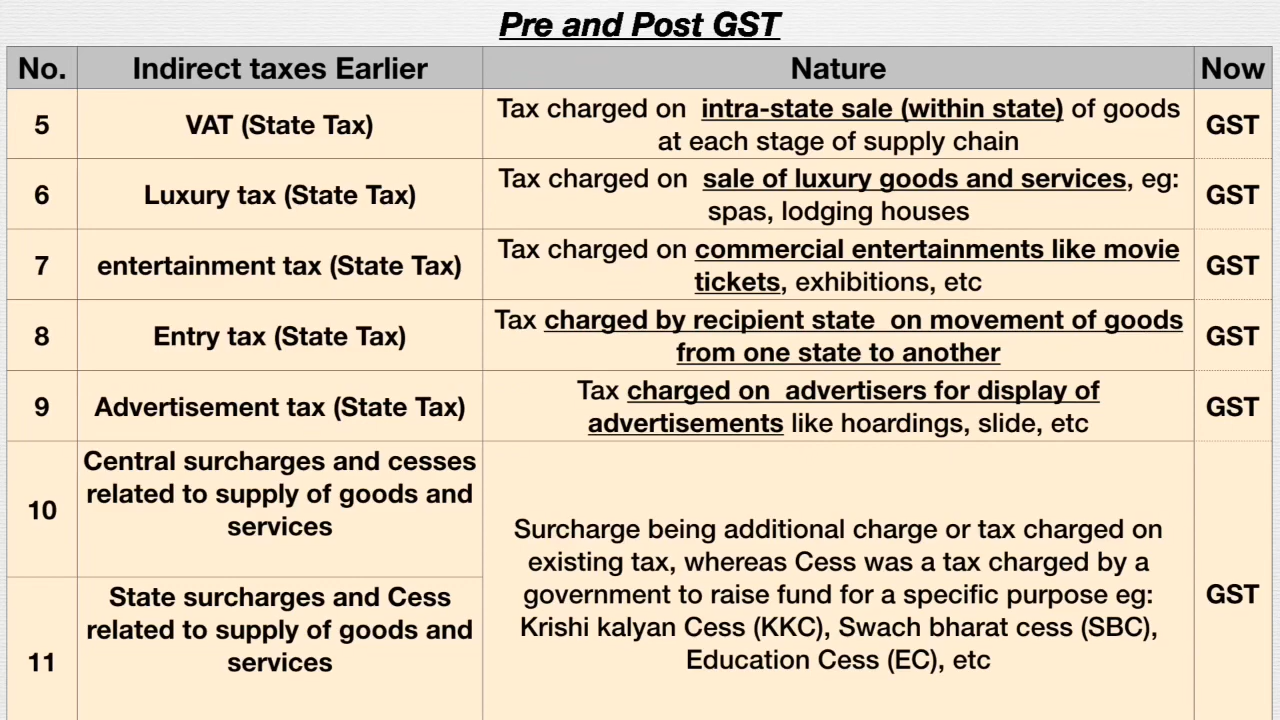 Pre and Post GST
No. Indirect taxes Earlier Nature Now
5 VAT (State Tax) Tax charged on intra-state sale (within state) of goods
at each stage of supply chain GST
6 Luxury tax (State Tax) Tax charged on sale of luxury goods and services, eg:
spas, lodging houses GST
7 entertainment tax (State Tax) Tax charged on commercial entertainments like movie
tickets, exhibitions, etc GST
8 Entry tax (State Tax) Tax charged by recipient state on movement of goods
from one state to another GST
9 Advertisement tax (State Tax) Tax charged on advertisers for display of
advertisements like hoardings, slide, etc GST
10 Central surcharges and cesses
related to supply of goods and
services
11 State surcharges and Cess
related to supply of goods and
services
Surcharge being additional charge or tax charged on
existing tax, whereas Cess was a tax charged by a
government to raise fund for a specific purpose eg:
Krishi kalyan Cess (KKC), Swach bharat cess (SBC),
Education Cess (EC), etc
GST